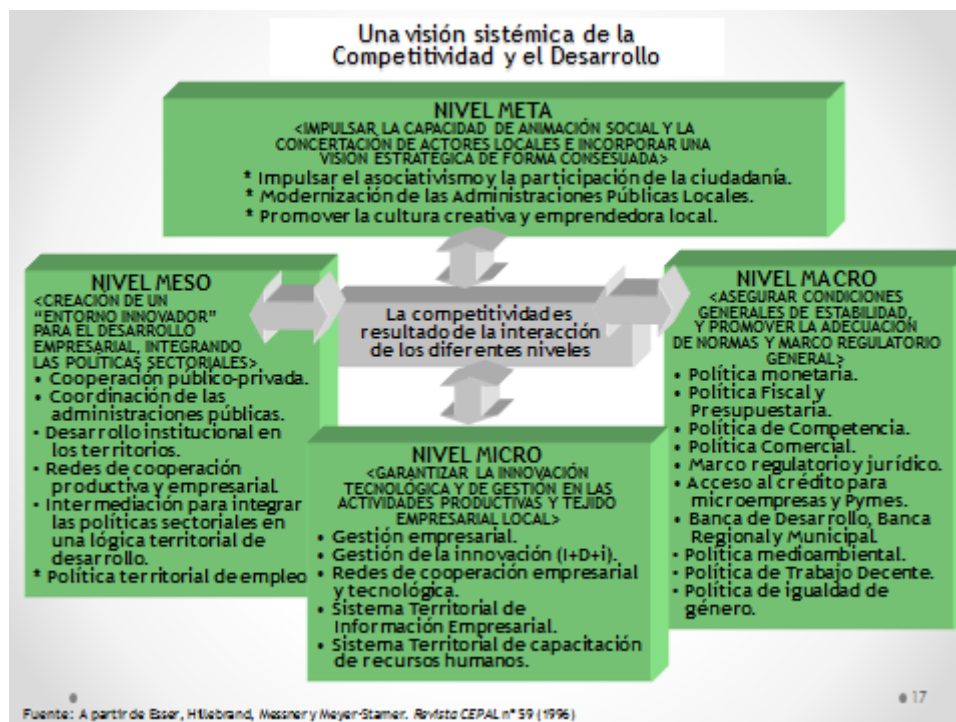 Una visión sistémica de la
Competitividad y el Desarrollo
NIVEL META
<IMPULSAR LA CAPACIDAD DE ANIMACIÓN SOCIAL Y LA
CONCERTACIÓN DE ACTORES LOCALES E INCORPORAR UNA
VISIÓN ESTRATÉGICA DE FORMA CONSESUADA>
* Impulsar el asociativismo y la participación de la ciudadanía.
* Modernización de las Administraciones Públicas Locales.
* Promover la cultura creativa y emprendedora local.
NIVEL MESO
<CREACIÓN DE UN
“ENTORNO INNOVADOR”
PARA EL DESARROLLO
EMPRESARIAL, INTEGRANDO
LAS POLÍTICAS SECTORIALES>
• Cooperación público-privada.
• Coordinación de las
administraciones públicas.
• Desarrollo institucional en
los territorios.
• Redes de cooperación
productiva y empresarial.
• Intermediación para integrar
las políticas sectoriales en
una lógica territorial de
desarrollo.
* Política territorial de empleo
La competitividad es
resultado de la interacción
de los diferentes niveles
NIVEL MACRO
<ASEGURAR CONDICIONES
GENERALES DE ESTABILIDAD,
Y PROMOVER LA ADECUACIÓN
DE NORMAS Y MARCO REGULATORIO
GENERAL>
• Política monetaria.
• Política Fiscal y
Presupuestaria.
• Política de Competencia.
• Política Comercial.
• Marco regulatorio y jurídico.
• Acceso al crédito para
microempresas y Pymes.
• Banca de Desarrollo, Banca
Regional y Municipal.
• Política medioambiental.
• Política de Trabajo Decente.
• Política de igualdad de
género.
NIVEL MICRO
<GARANTIZAR LA INNOVACIÓN
TECNOLÓGICA Y DE GESTIÓN EN LAS
ACTIVIDADES PRODUCTIVAS Y TEJIDO
EMPRESARIAL LOCAL>
• Gestión empresarial.
• Gestión de la innovación (I+D+i).
• Redes de cooperación empresarial
y tecnológica.
• Sistema Territorial de
Información Empresarial.
• Sistema Territorial de capacitación
de recursos humanos.
17
Fuente: A partir de Esser, Hillebrand, Messner y Meyer-Stamer. Revista CEPAL nº 59 (1996)